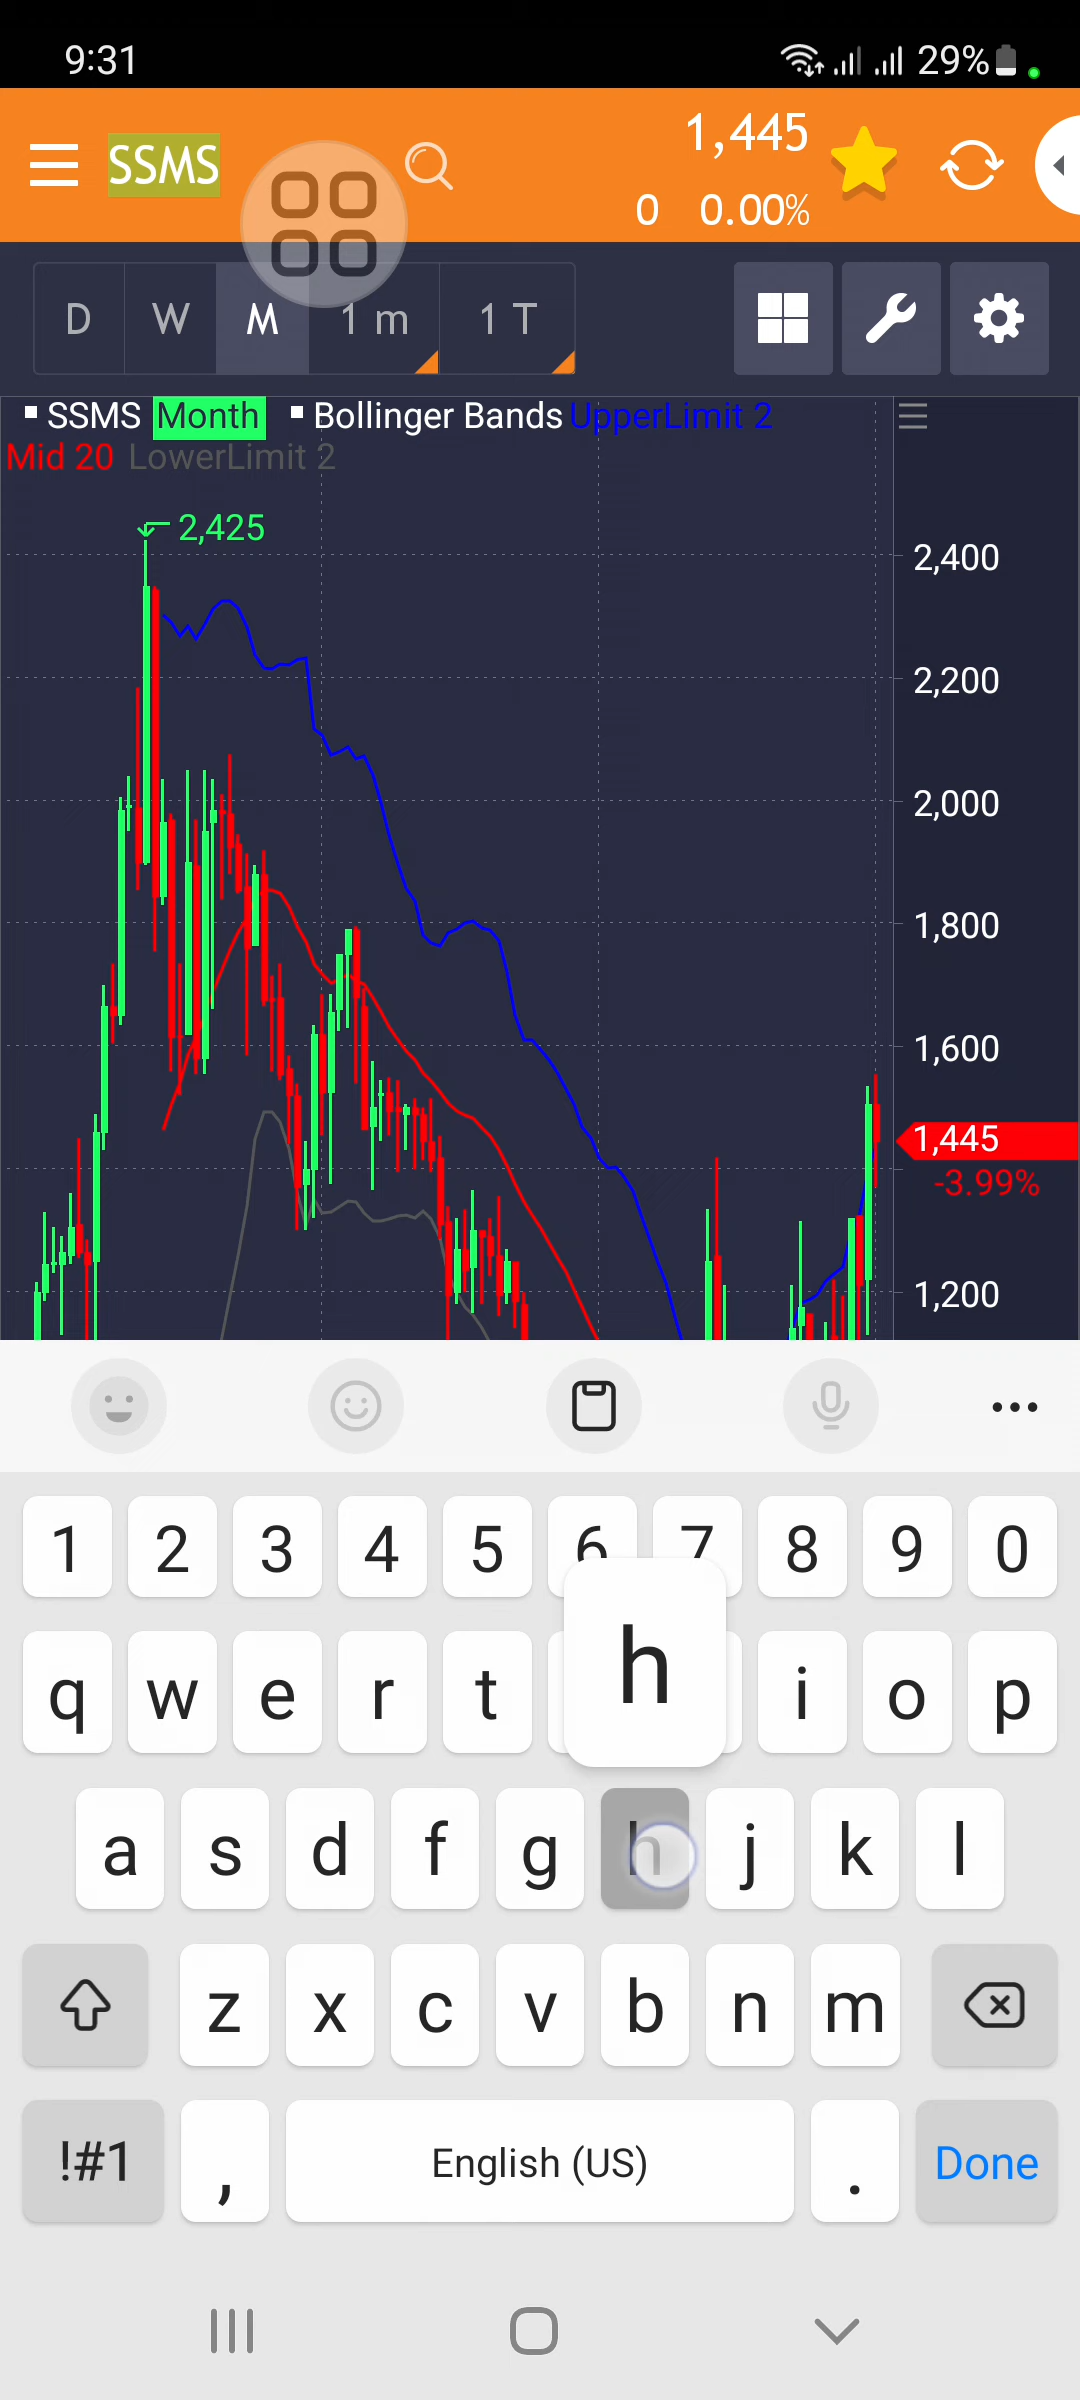 9:31 29%
SSMS 1,445
0 0.00%
D W M 1 m 1 T
SSMS Month Bollinger Bands UpperLimit 2
Mid 20 LowerLimit 2
2,425
2,400
2,200
2,000
1,800
1,600
1,445
-3.99%
1,200
1 2 3 4 5 6 7 8 9 0
h
q w e r t i o p
a s d f g h j k l
z x c v b n m
!#1 , English (US) . Done